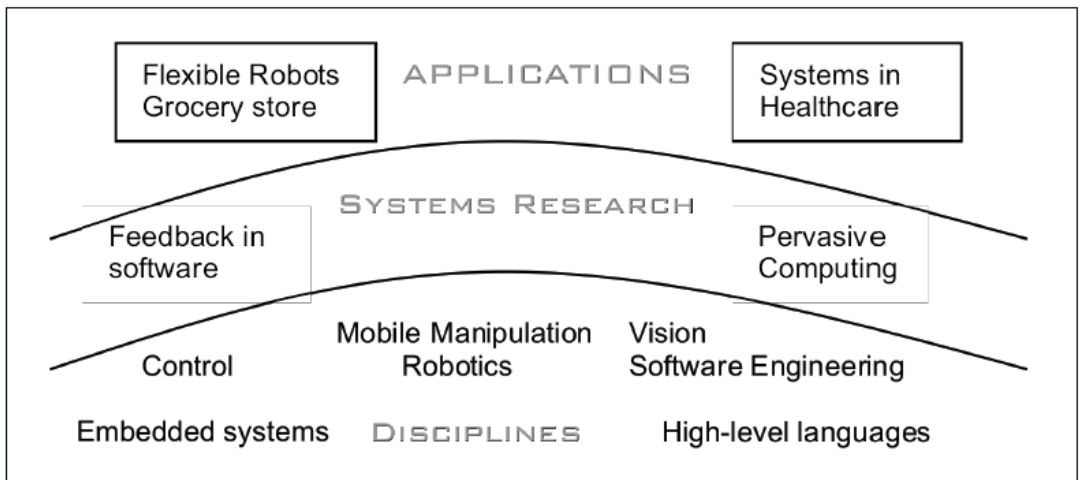 Flexible Robots
Grocery store
APPLICATIONS
Systems in
Healthcare
SYSTEMS RESEARCH
Feedback in
software
Pervasive
Computing
Mobile Manipulation
Robotics
Vision
Software Engineering
Control
Embedded systems
DISCIPLINES
High-level languages